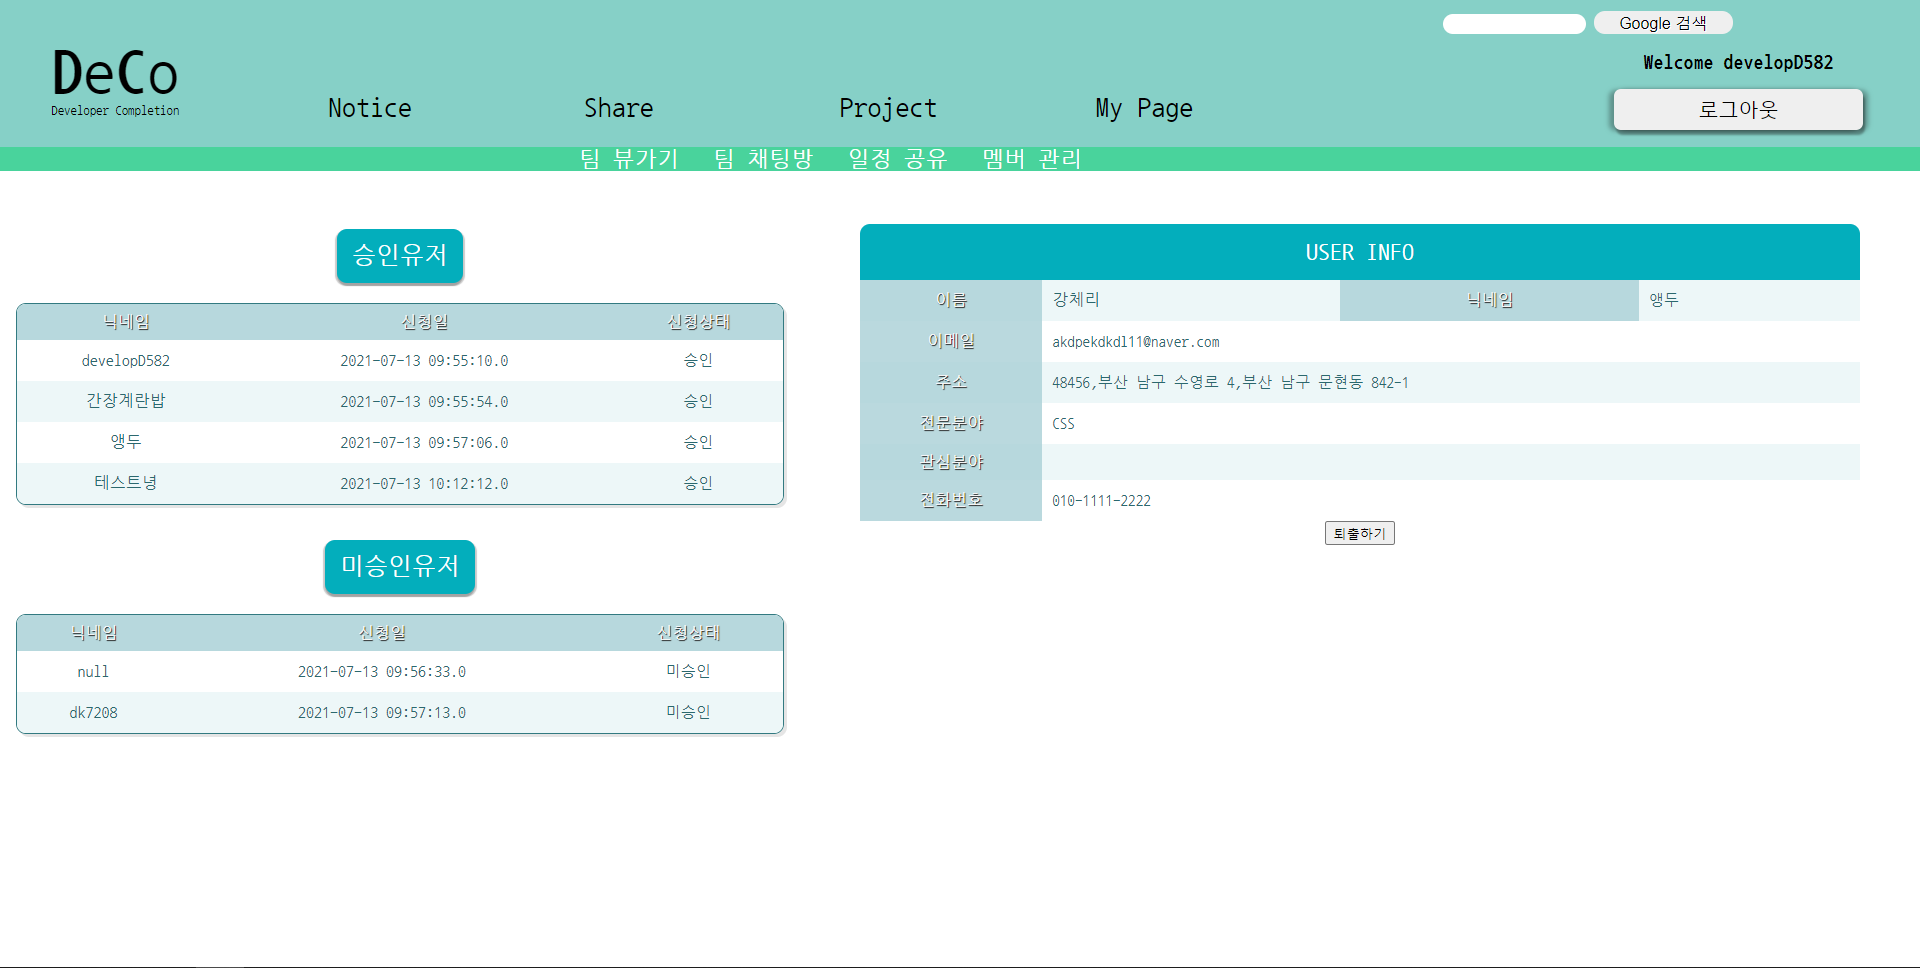 Google 검색
Welcome developD582
DeCo
Developer Completion
Notice Share Project My Page
로그아웃
팀 뷰가기 팀 채팅방 일정 공유 멤버 관리
승인유저
닉네임 신청일 신청상태
developD582 2021-07-13 09:55:10.0 승인
간장계란밥 2021-07-13 09:55:54.0 승인
앵두 2021-07-13 09:57:06.0 승인
테스트녕 2021-07-13 10:12:12.0 승인
미승인유저
닉네임 신청일 신청상태
null 2021-07-13 09:56:33.0 미승인
dk7208 2021-07-13 09:57:13.0 미승인
USER INFO
이름 강체리 닉네임 앵두
이메일 akdpekdkdl11@naver.com
주소 48456,부산 남구 수영로 4,부산 남구 문현동 842-1
전문분야 CSS
관심분야
전화번호 010-1111-2222
퇴출하기